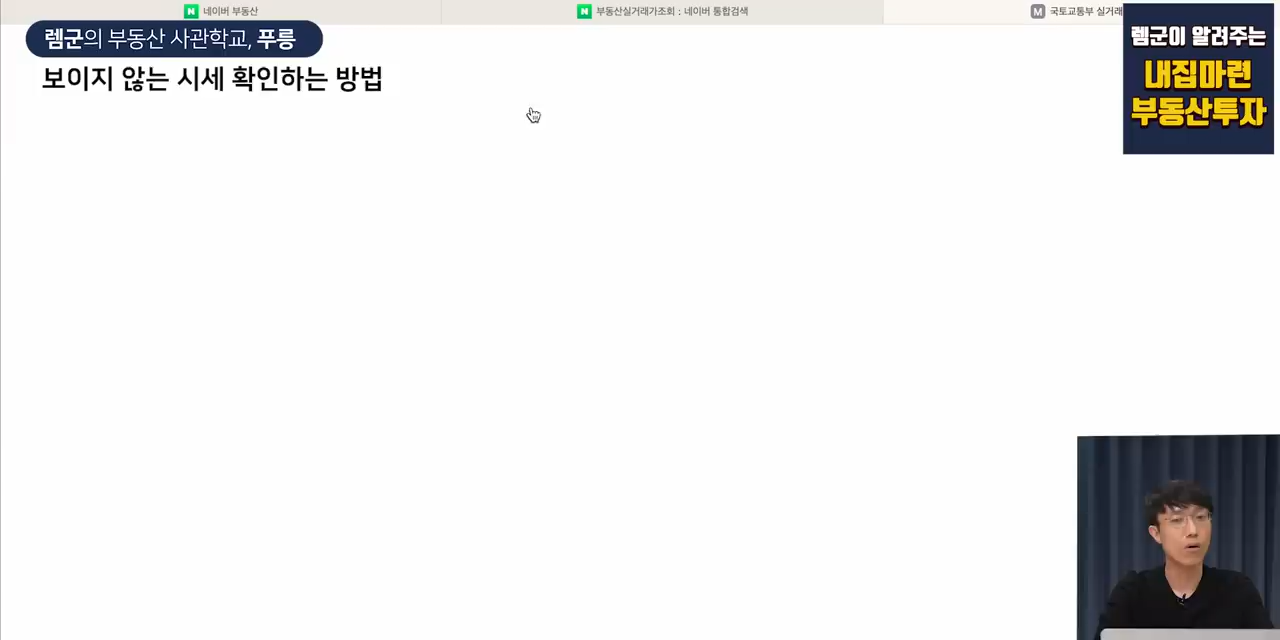 네이버 부동산
부동산실거래가조회 : 네이버 통합검색
M 국토교통부 실거래
렘군의 부동산 사관학교, 푸릉
보이지 않는 시세 확인하는 방법
렘군이 알려주는
내집마련
부동산투자